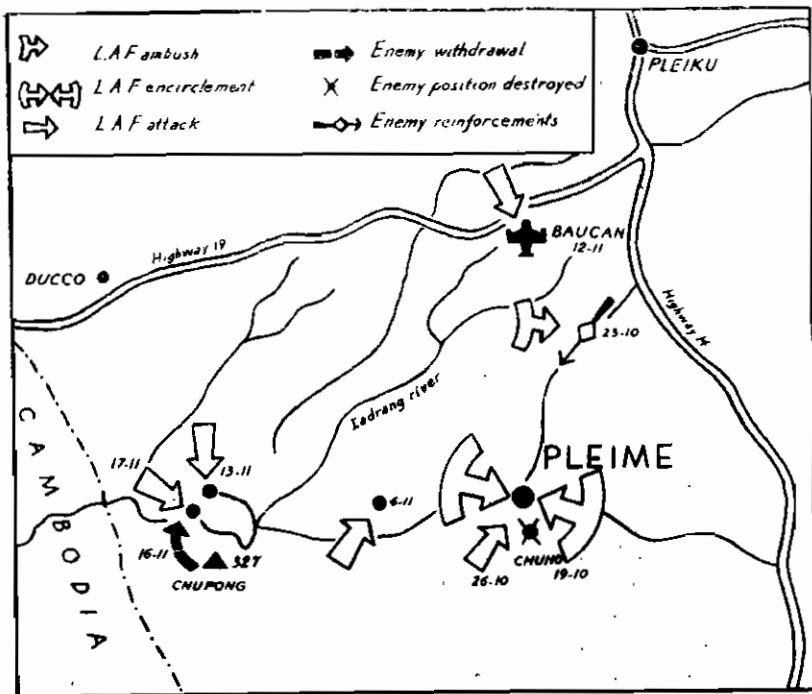 L.A.F ambush
L A F encirclement
L A F attack
Enemy withdrawal
Enemy position destroyed
Enemy reinforcements
PLEIKU
Highway 19
BAUCAN
12-11
DUCCO
Highway 14
23-10
Iadrang river
CAMBODIA
17-11
13-11
PLEIME
6-11
16-11
327
CHUPONG
26-10
CHUHO
19-10